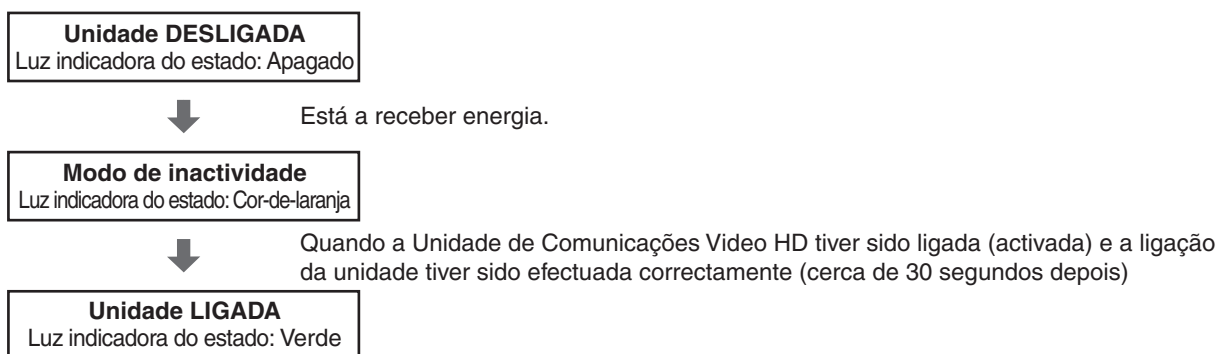 Unidade DESLIGADA
Luz indicadora do estado: Apagado
Está a receber energia.
Modo de inactividade
Luz indicadora do estado: Cor-de-laranja
Quando a Unidade de Comunicações Video HD tiver sido ligada (activada) e a ligação
da unidade tiver sido efectuada correctamente (cerca de 30 segundos depois)
Unidade LIGADA
Luz indicadora do estado: Verde